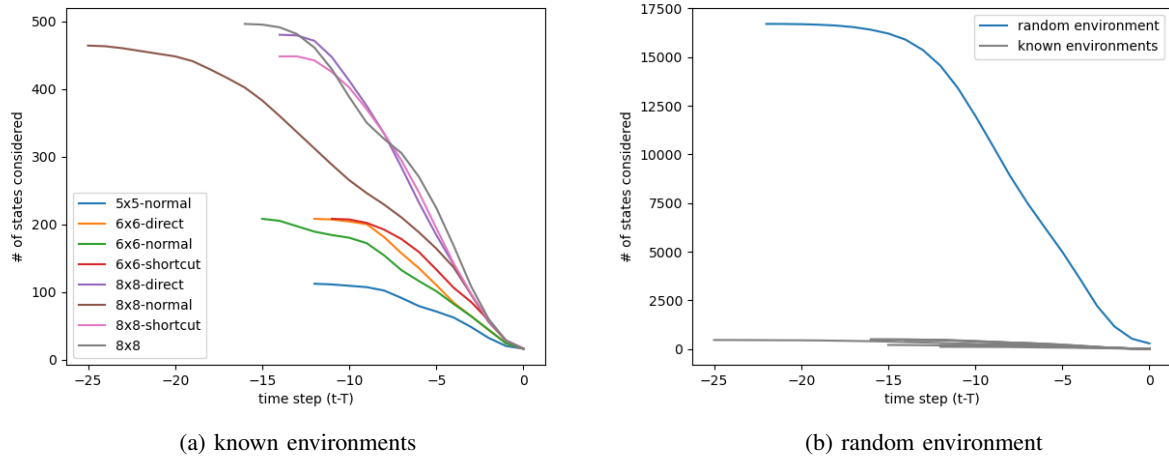 500
400
300
200
100
0
# of states considered
5x5-normal
6x6-direct
6x6-normal
6x6-shortcut
8x8-direct
8x8-normal
8x8-shortcut
8x8
−25 −20 −15 −10 −5 0
time step (t-T)
(a) known environments
17500
15000
12500
10000
7500
5000
2500
0
# of states considered
random environment
known environments
−25 −20 −15 −10 −5 0
time step (t-T)
(b) random environment